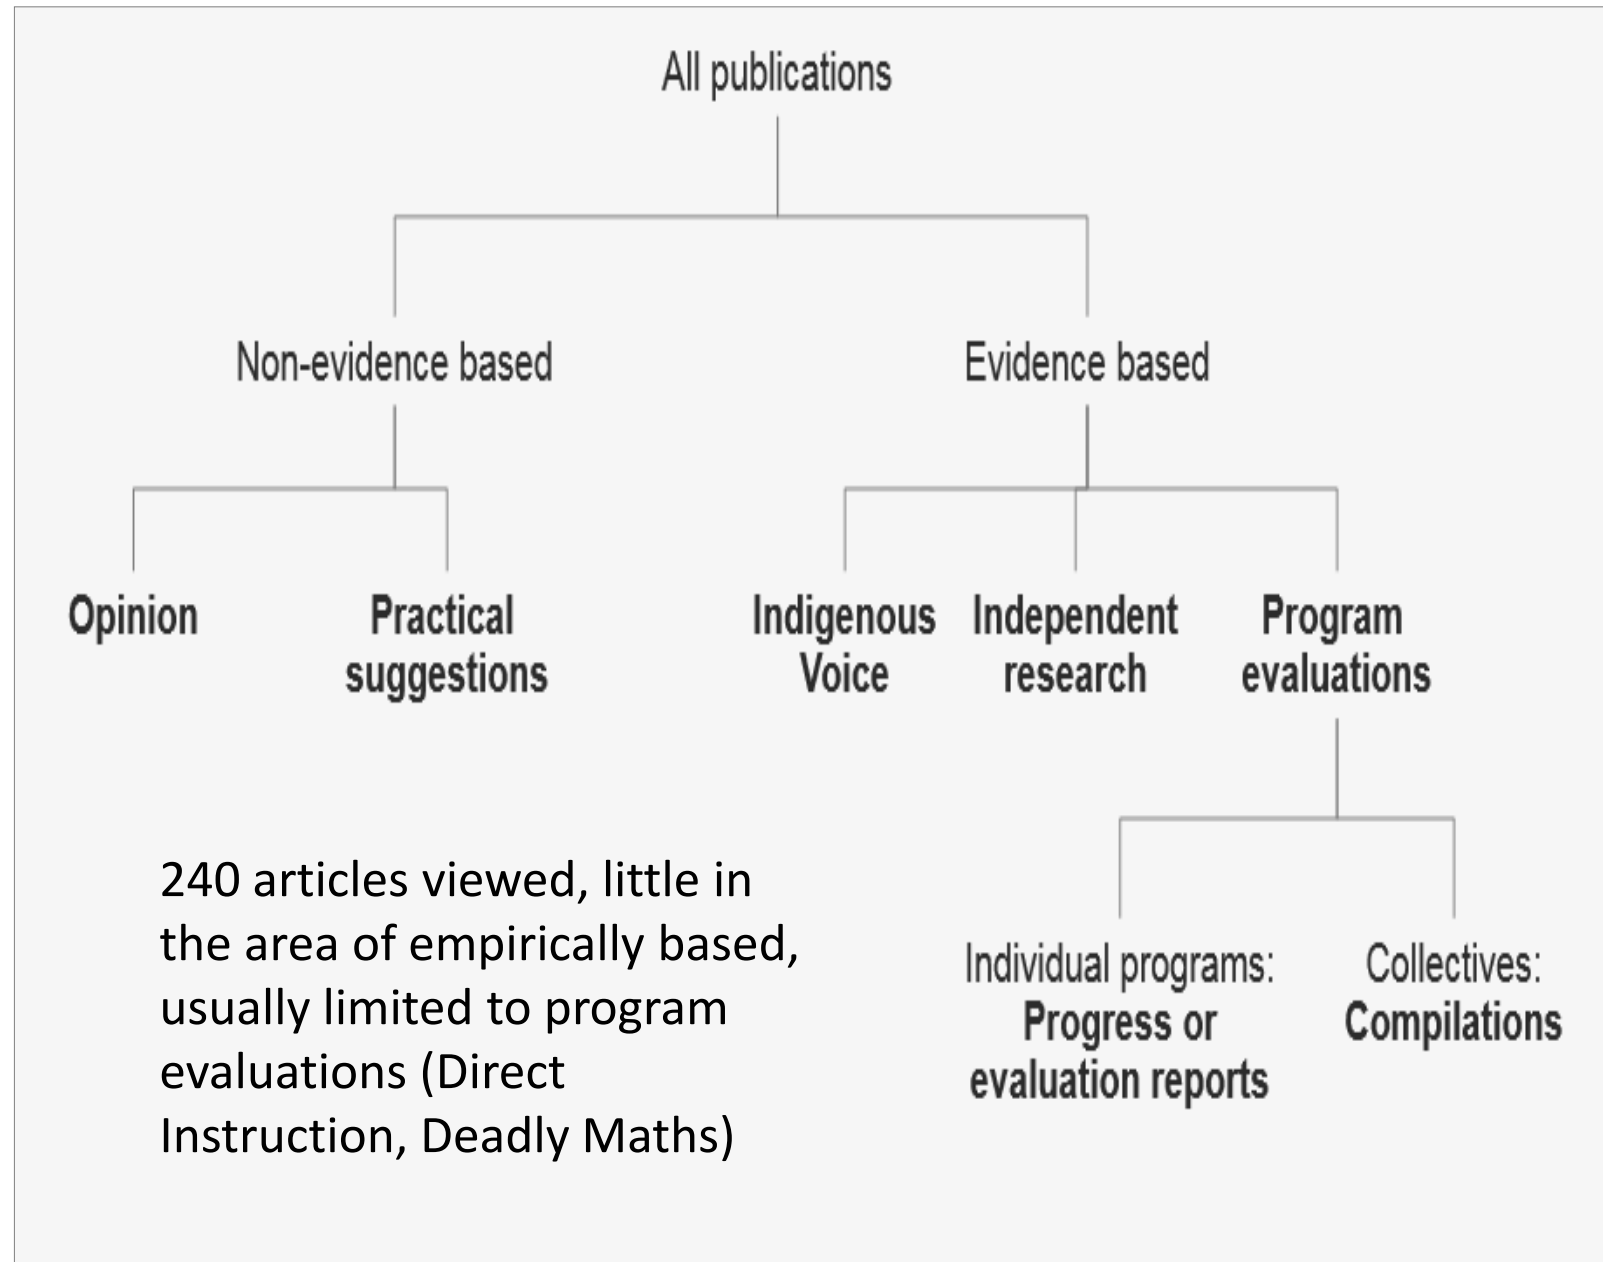 All publications
Non-evidence based
Evidence based
Opinion
Practical
suggestions
Indigenous
Voice
Independent
research
Program
evaluations
Individual programs:
Progress or
evaluation reports
Collectives:
Compilations
240 articles viewed, little in
the area of empirically based,
usually limited to program
evaluations (Direct
Instruction, Deadly Maths)